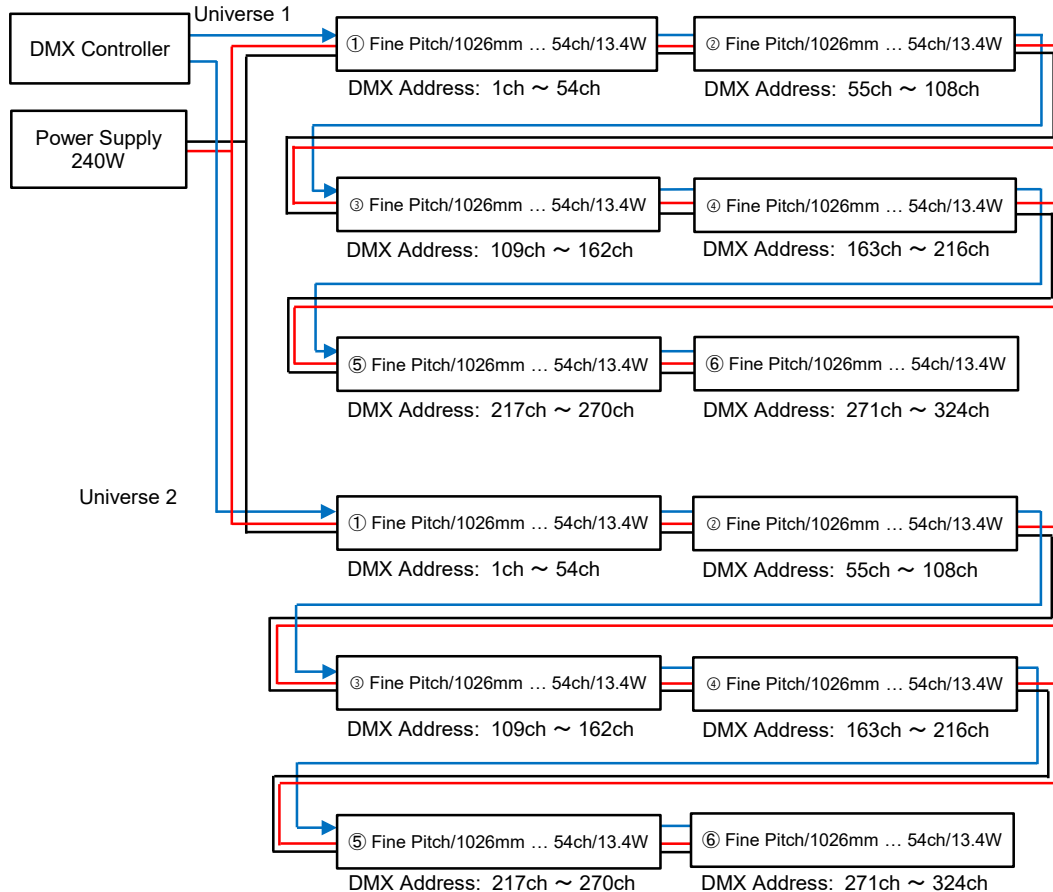 Universe 1
DMX Controller
Power Supply
240W
① Fine Pitch/1026mm … 54ch/13.4W
② Fine Pitch/1026mm … 54ch/13.4W
DMX Address: 1ch ～ 54ch
55ch ～ 108ch
DMX Address:
③ Fine Pitch/1026mm … 54ch/13.4W
④ Fine Pitch/1026mm … 54ch/13.4W
DMX Address: 109ch ～ 162ch
DMX Address: 163ch ～ 216ch
⑤ Fine Pitch/1026mm … 54ch/13.4W
⑥ Fine Pitch/1026mm … 54ch/13.4W
DMX Address: 217ch ～ 270ch
DMX Address: 271ch ～ 324ch
Universe 2
① Fine Pitch/1026mm … 54ch/13.4W
② Fine Pitch/1026mm … 54ch/13.4W
DMX Address: 1ch ～ 54ch
DMX Address: 55ch ～ 108ch
③ Fine Pitch/1026mm … 54ch/13.4W
④ Fine Pitch/1026mm … 54ch/13.4W
DMX Address: 109ch ～ 162ch
DMX Address: 163ch ～ 216ch
⑤ Fine Pitch/1026mm … 54ch/13.4W
⑥ Fine Pitch/1026mm … 54ch/13.4W
DMX Address: 217ch ～ 270ch
DMX Address: 271ch ～ 324ch